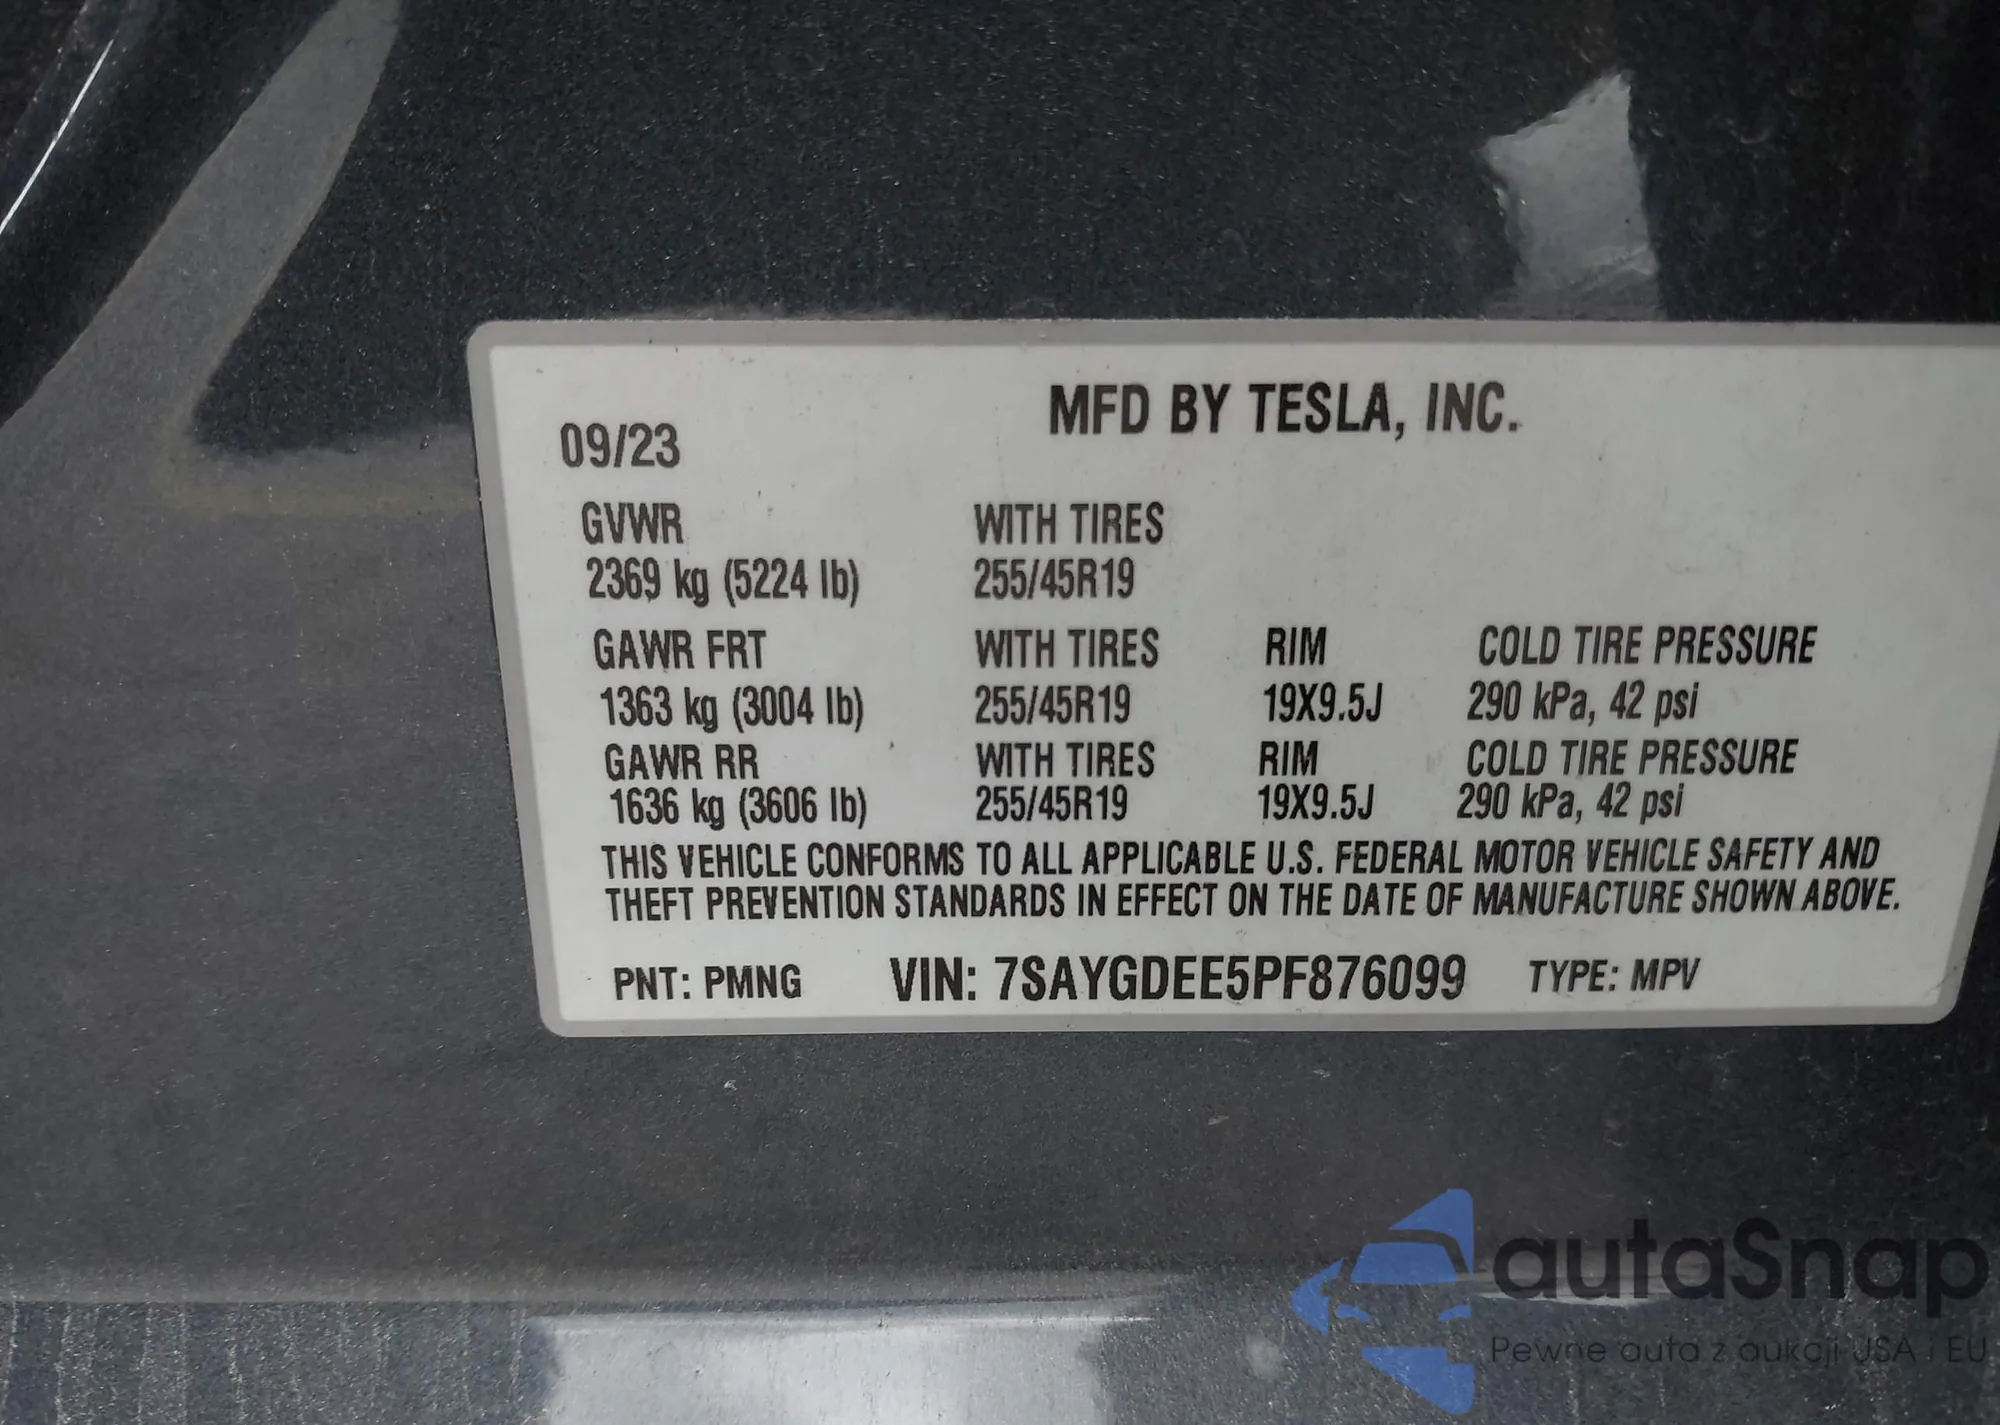 MFD BY TESLA, INC.
09/23
GVWR WITH TIRES
2369 kg (5224 lb) 255/45R19
GAWR FRT WITH TIRES RIM COLD TIRE PRESSURE
1363 kg (3004 lb) 255/45R19 19X9.5J 290 kPa, 42 psi
GAWR RR WITH TIRES RIM COLD TIRE PRESSURE
1636 kg (3606 lb) 255/45R19 19X9.5J 290 kPa, 42 psi
THIS VEHICLE CONFORMS TO ALL APPLICABLE U.S. FEDERAL MOTOR VEHICLE SAFETY AND
THEFT PREVENTION STANDARDS IN EFFECT ON THE DATE OF MANUFACTURE SHOWN ABOVE.
PNT: PMNG VIN: 7SAYGDEE5PF876099 TYPE: MPV
autaSnap
Pewne auta z aukcji USA i EU